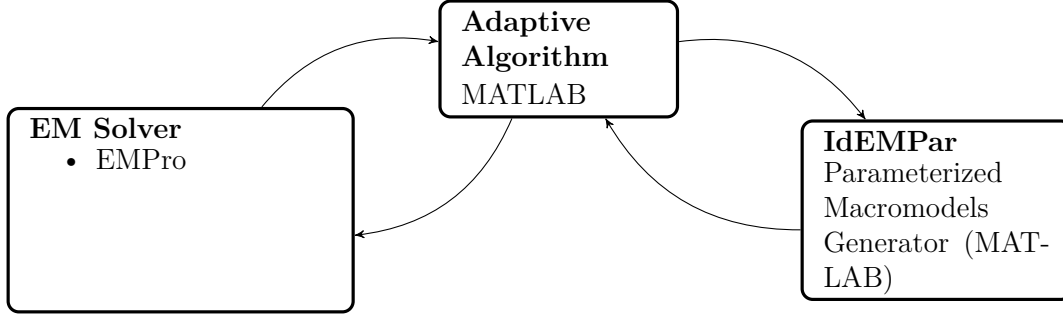 Adaptive
Algorithm
MATLAB
EM Solver
• EMPro
IdEMPar
Parameterized
Macromodels
Generator (MAT-
LAB)